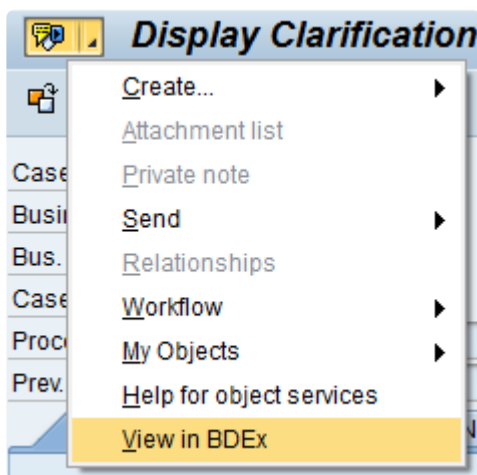 Display Clarification
Create...
Attachment list
Case
Private note
Busi
Send
Bus.
Relationships
Case
Workflow
Proc
My Objects
Prev.
Help for object services
View in BDEx
N